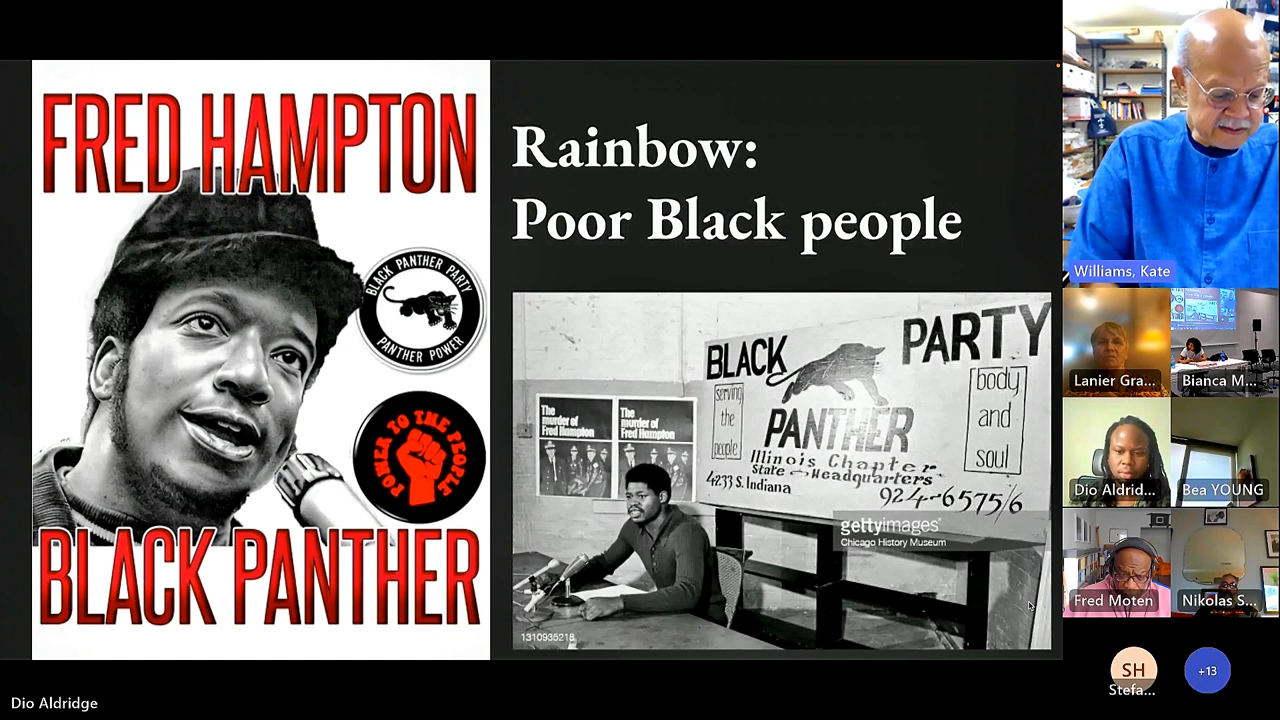 FRED HAMPTON
BLACK PANTHER PARTY
PANTHER POWER
POWER TO THE PEOPLE
BLACK PANTHER
Rainbow:
Poor Black people
The
murder of
Fred Hampton
The
murder of
Fred Hampton
BLACK
PARTY
serving
the
people
PANTHER
body
and
soul
Illinois Chapter
State Headquarters
4233 S. Indiana
924-6575/6
gettyimages
Chicago History Museum
1310935218
Williams, Kate
Lanier Gra...
Bianca M...
Dio Aldrid...
Bea YOUNG
Fred Moten
Nikolas S...
SH
Stefa...
+13
Dio Aldridge